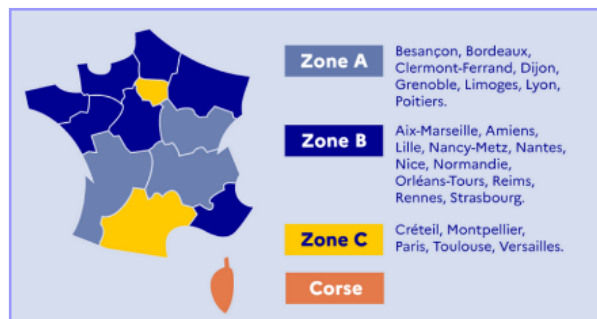 Zone A
Besançon, Bordeaux,
Clermont-Ferrand, Dijon,
Grenoble, Limoges, Lyon,
Poitiers.
Zone B
Aix-Marseille, Amiens,
Lille, Nancy-Metz, Nantes,
Nice, Normandie,
Orléans-Tours, Reims,
Rennes, Strasbourg.
Zone C
Créteil, Montpellier,
Paris, Toulouse, Versailles.
Corse